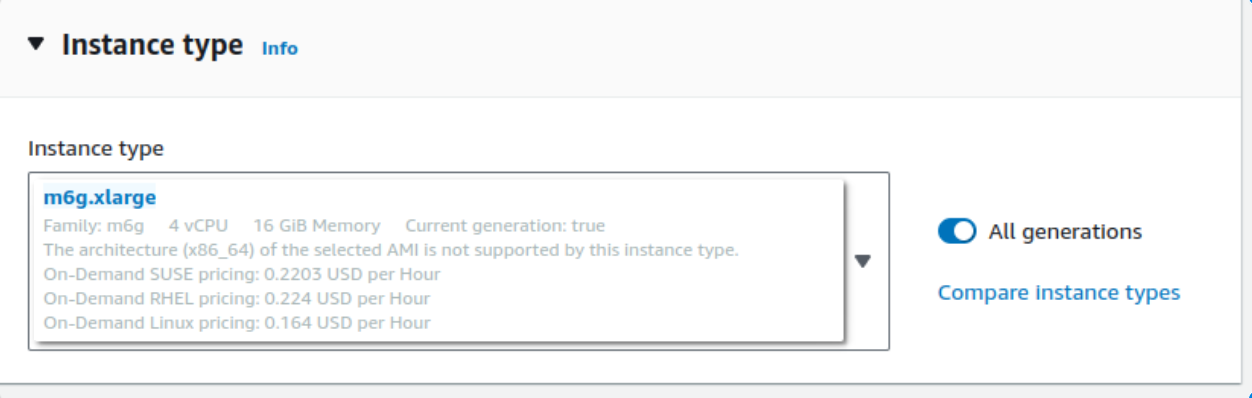 Instance type Info
Instance type
m6g.xlarge
Family: m6g 4 vCPU 16 GiB Memory Current generation: true
The architecture (x86_64) of the selected AMI is not supported by this instance type.
On-Demand SUSE pricing: 0.2203 USD per Hour
On-Demand RHEL pricing: 0.224 USD per Hour
On-Demand Linux pricing: 0.164 USD per Hour
All generations
Compare instance types